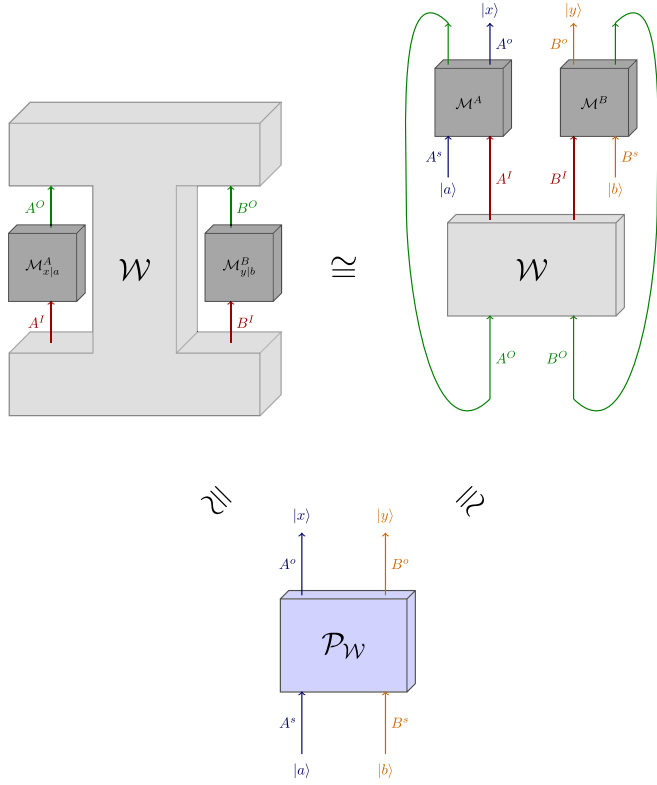 |x⟩ |y⟩
A^o B^o
𝓜^A 𝓜^B
A^s B^s
A^I B^I
|a⟩ |b⟩
A^O B^O
𝓜^A_{x|a} 𝓦 𝓜^B_{y|b} ≅ 𝓦
A^I B^I
A^O B^O
≅ ≅
|x⟩ |y⟩
A^o B^o
𝓟_𝓦
A^s B^s
|a⟩ |b⟩